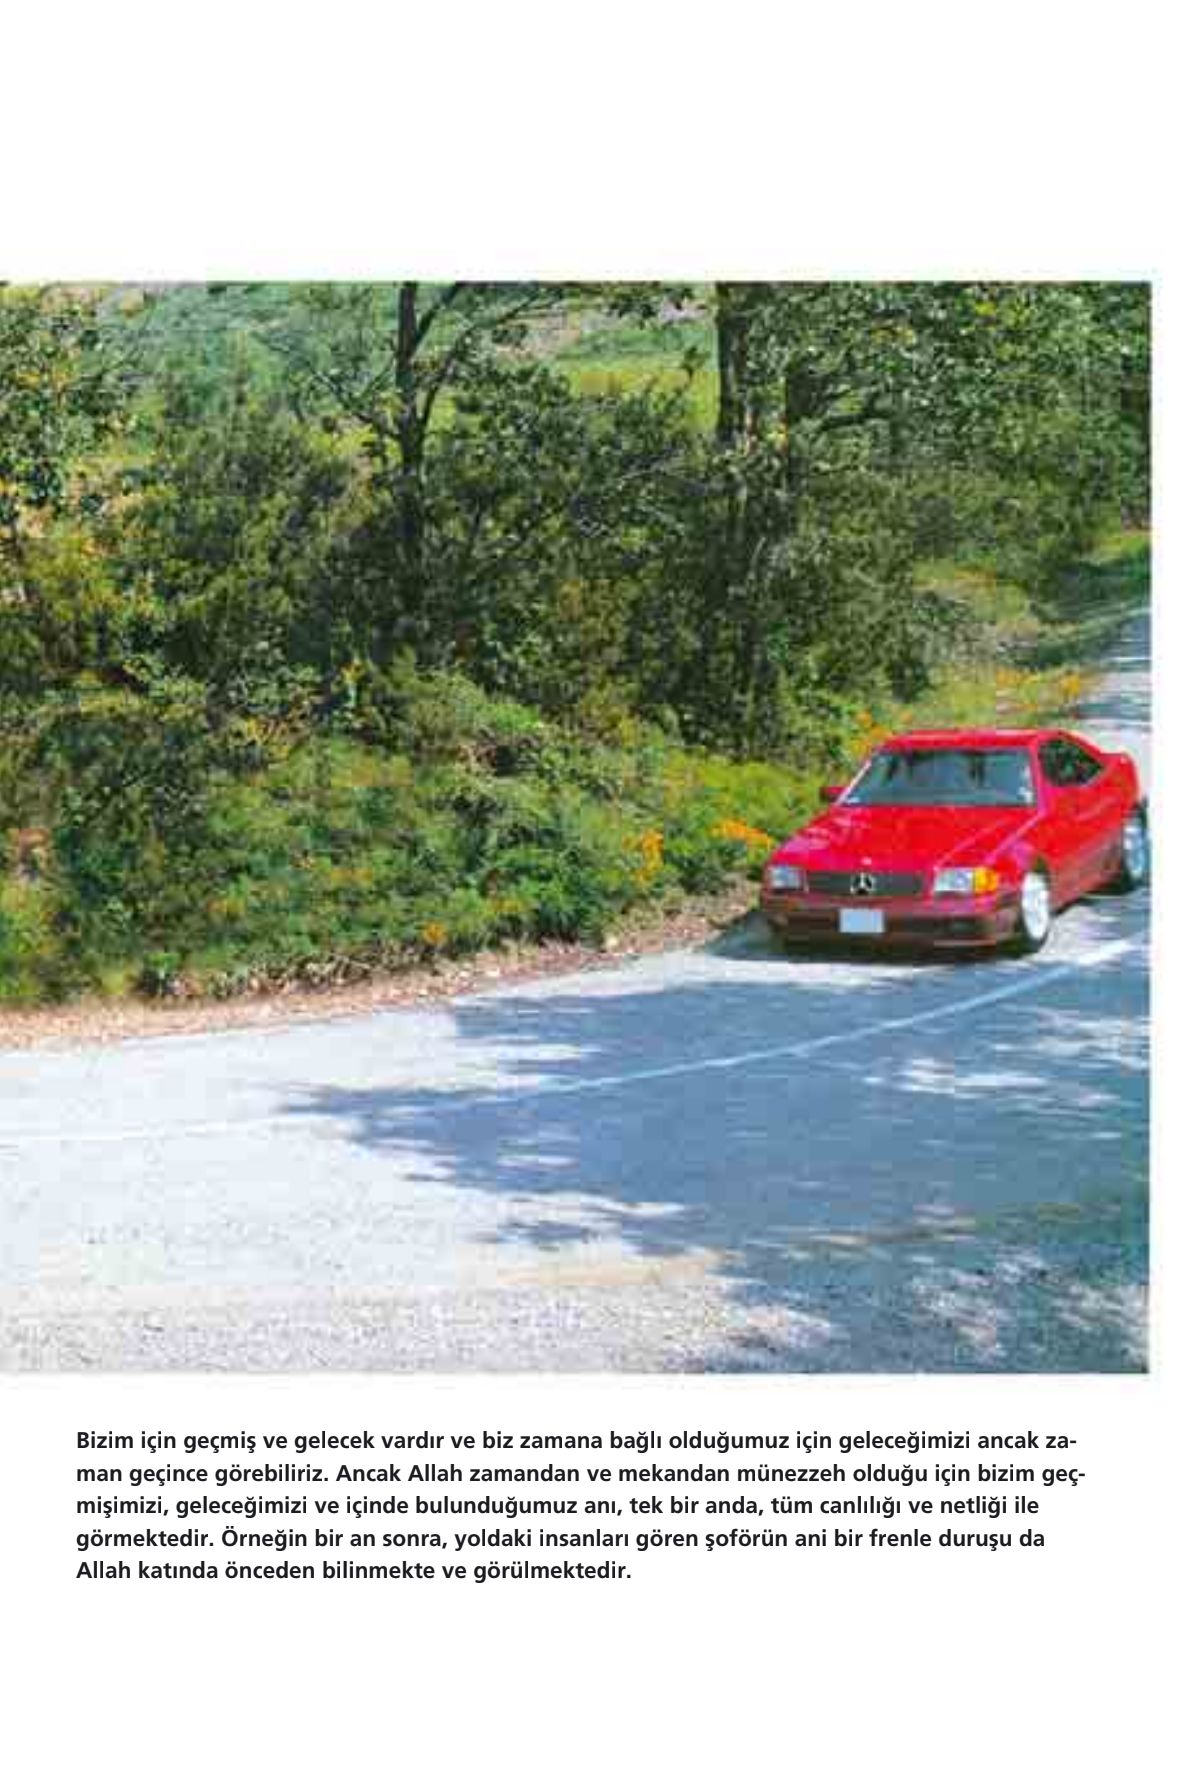 Bizim için geçmiş ve gelecek vardır ve biz zamana bağlı olduğumuz için geleceğimizi ancak za-
man geçince görebiliriz. Ancak Allah zamandan ve mekandan münezzeh olduğu için bizim geç-
mişimizi, geleceğimizi ve içinde bulunduğumuz anı, tek bir anda, tüm canlılığı ve netliği ile
görmektedir. Örneğin bir an sonra, yoldaki insanları gören şoförün ani bir frenle duruşu da
Allah katında önceden bilinmekte ve görülmektedir.